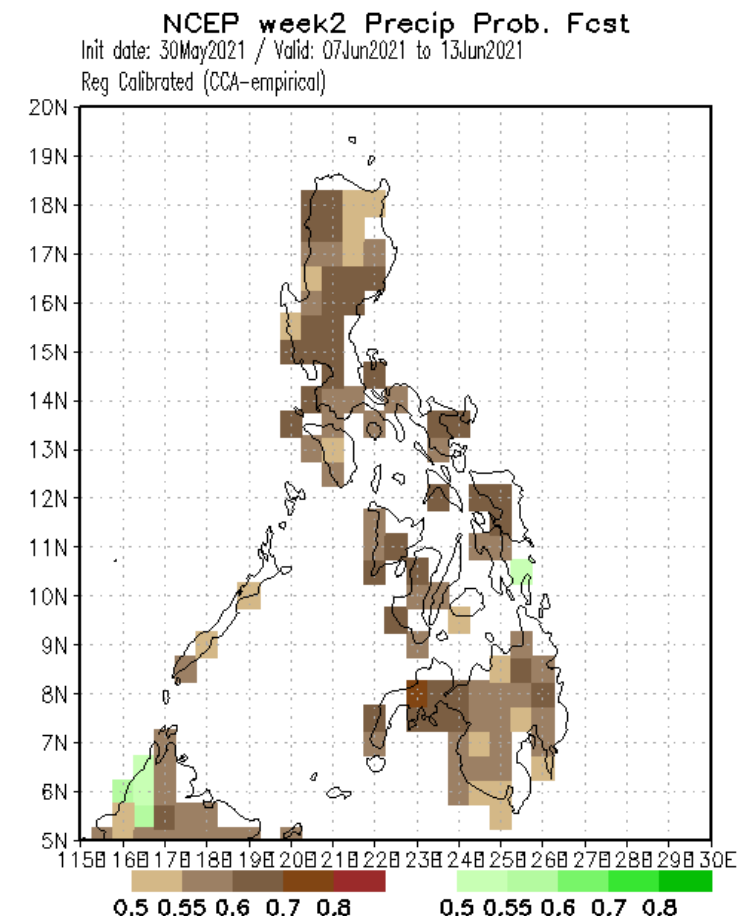 NCEP week2 Precip Prob. Fcst
Init date: 30May2021 / Valid: 07Jun2021 to 13Jun2021
Reg Calibrated (CCA-empirical)
20N
19N
18N
17N
16N
15N
14N
13N
12N
11N
10N
9N
8N
7N
6N
5N
115E 116E 117E 118E 119E 120E 121E 122E 123E 124E 125E 126E 127E 128E 129E 130E
0.5 0.55 0.6 0.7 0.8 0.5 0.55 0.6 0.7 0.8